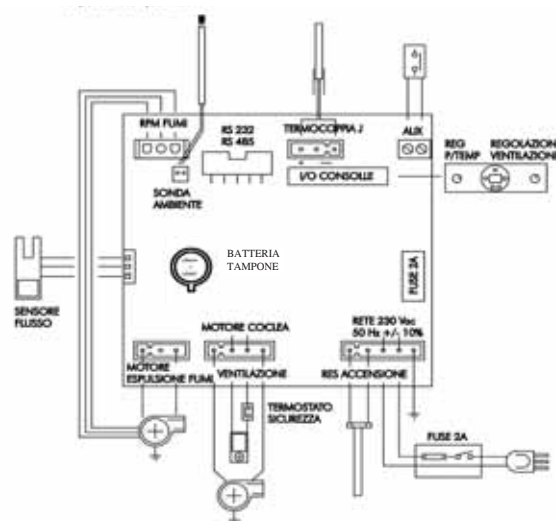 RPM FUMI
RS 232
RS 485
TERMOCOPPIA J
AUX
I/O CONSOLLE
REG
P/TEMP
REGOLAZIONE
VENTILAZIONE
SONDA
AMBIENTE
BATTERIA
TAMPONE
FUSE 2A
SENSORE
FLUSSO
MOTORE COCLEA
RETE 230 Vac
50 Hz +/- 10%
MOTORE
ESPULSIONE FUMI
VENTILAZIONE
RES ACCENSIONE
TERMOSTATO
SICUREZZA
FUSE 2A